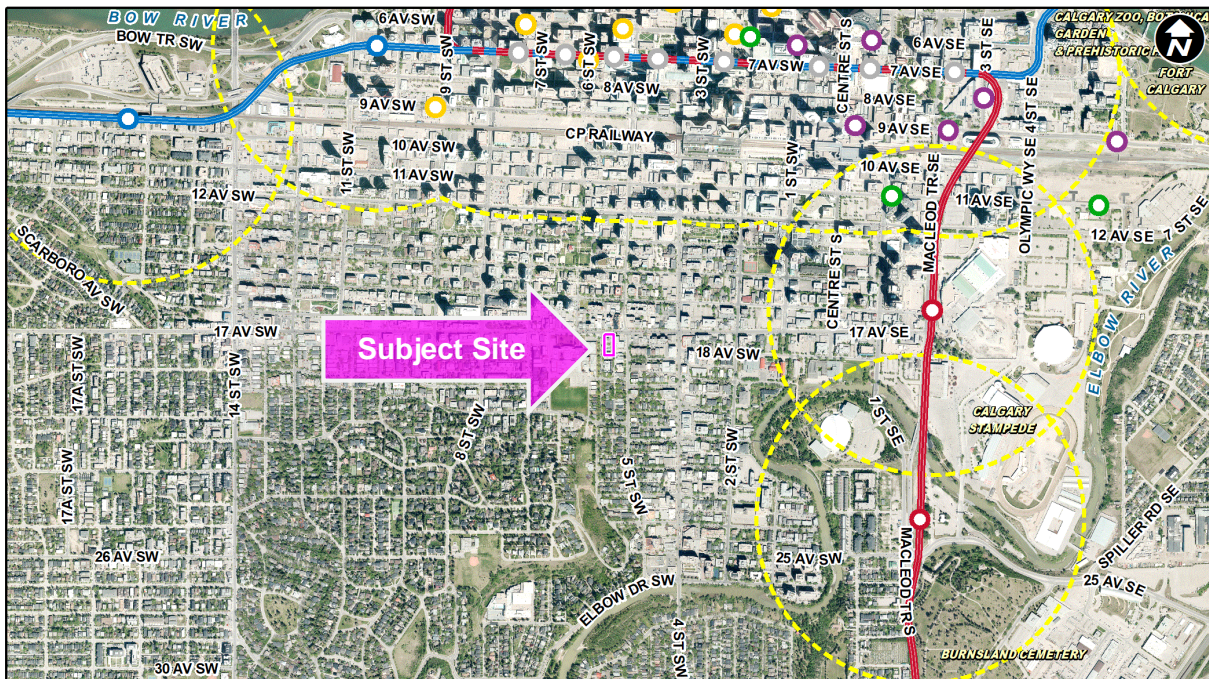 BOW RIVER
BOW TR SW
6 AV SW
9 ST SW
7 ST SW
6 ST SW
3 ST SW
CENTRE ST S
6 AV SE
3 ST SE
CALGARY ZOO, BOTANICA
GARDEN
& PREHISTORIC P
N
FORT
CALGARY
7 AV SW
7 AV SE
8 AV SW
8 AV SE
9 AV SW
9 AV SE
CP RAILWAY
OLYMPIC WY SE
4 ST SE
10 AV SW
10 AV SE
11 ST SW
11 AV SW
11 AV SE
1 ST SW
12 AV SW
12 AV SE
7 ST SE
MACLEOD TR SE
SCARBORO AV SW
CENTRE ST S
ELBOW RIVER
17 AV SW
17 AV SE
Subject Site
18 AV SW
17A ST SW
14 ST SW
8 ST SW
1 ST SE
CALGARY
STAMPEDE
2 ST SW
5 ST SW
17A ST SW
26 AV SW
25 AV SW
SPILLER RD SE
25 AV SE
MACLEOD TR S
ELBOW DR SW
4 ST SW
30 AV SW
BURNSLAND CEMETERY